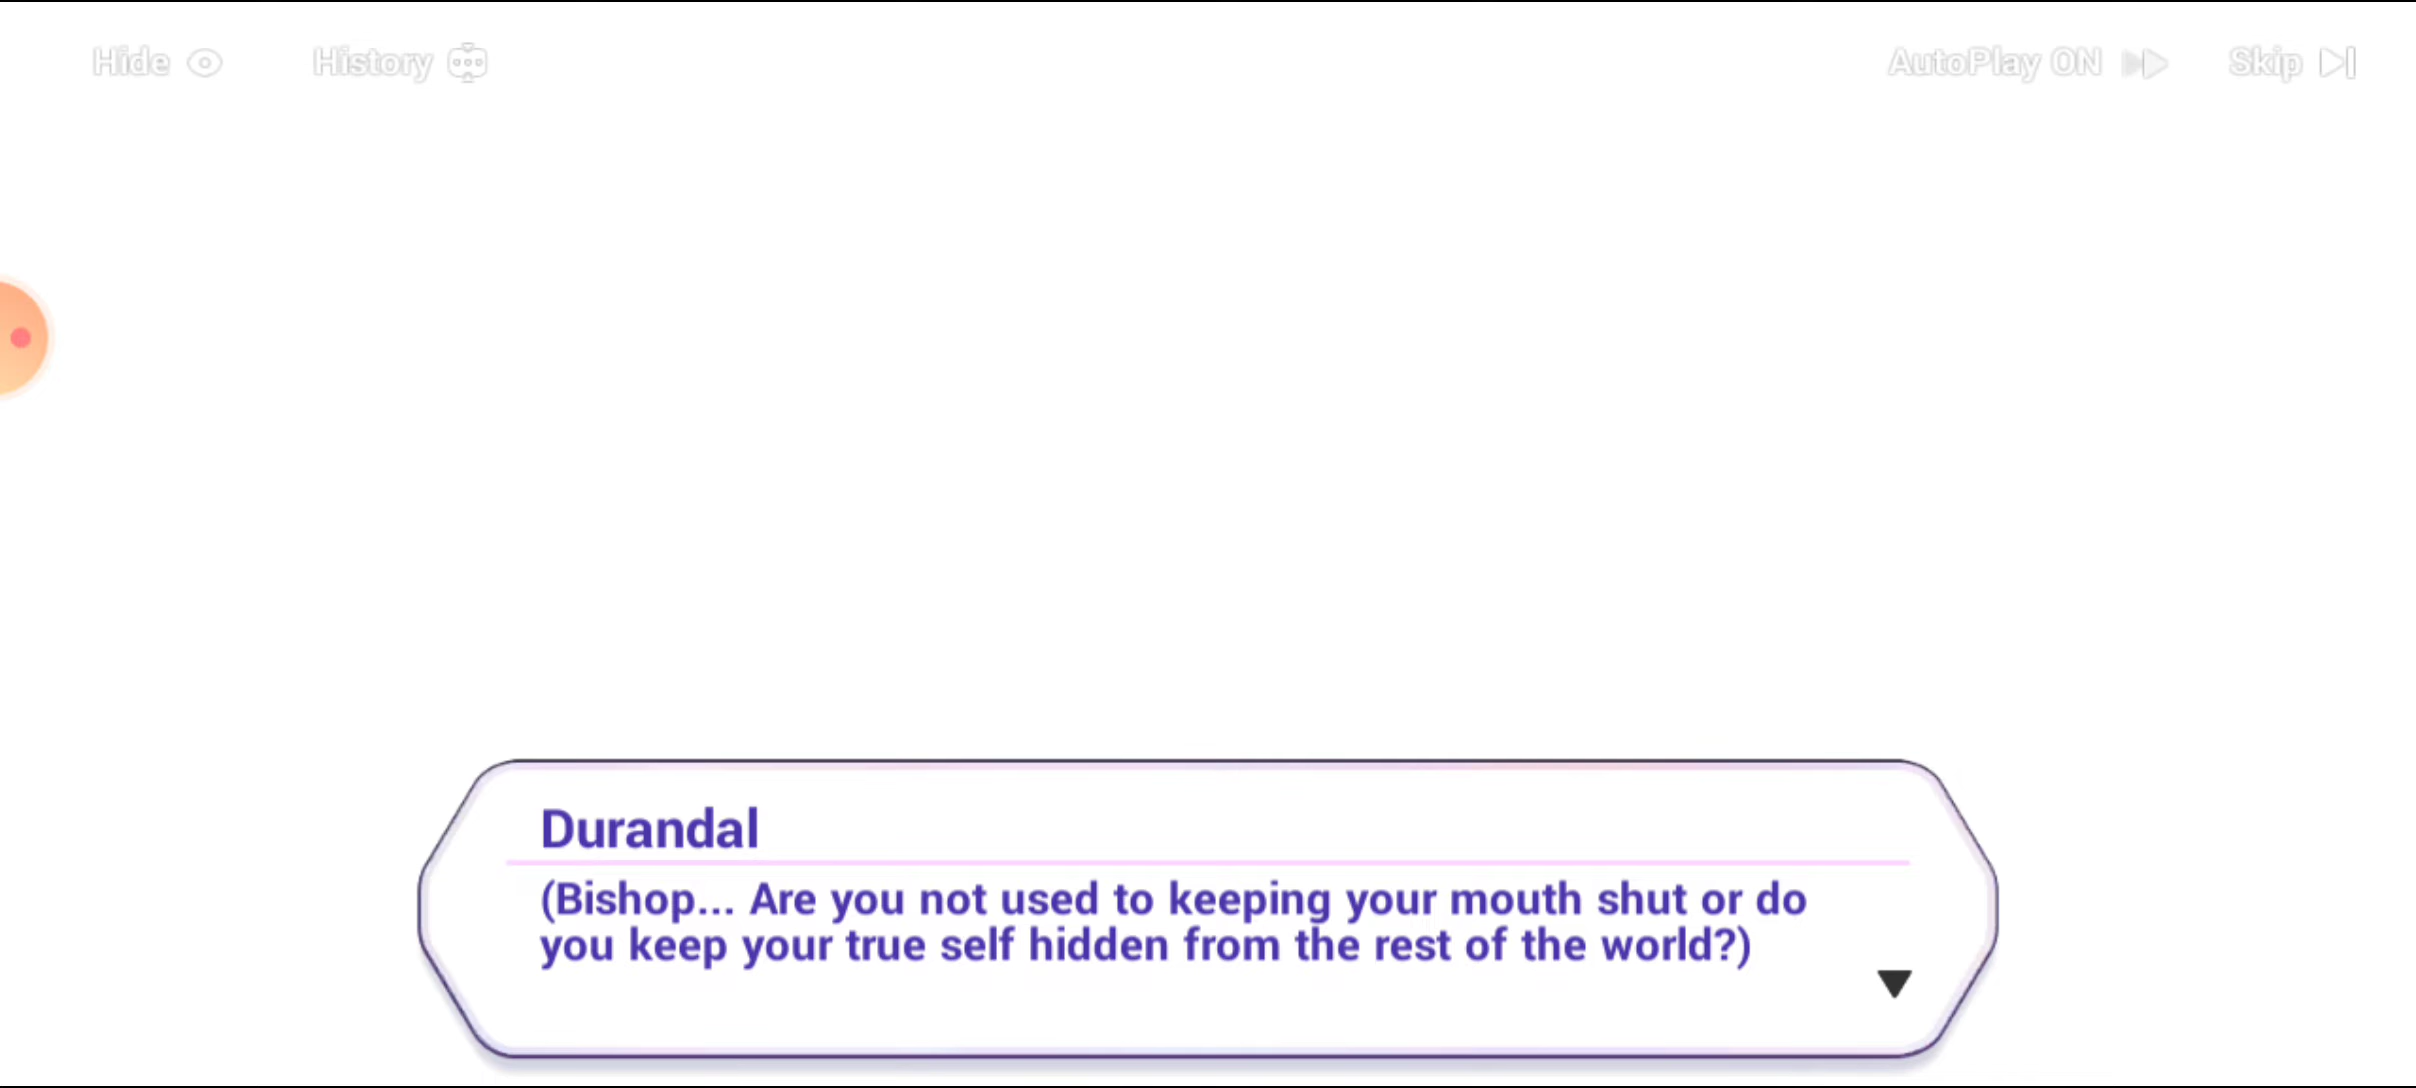 Hide
History
AutoPlay ON
Skip
Durandal
(Bishop... Are you not used to keeping your mouth shut or do
you keep your true self hidden from the rest of the world?)